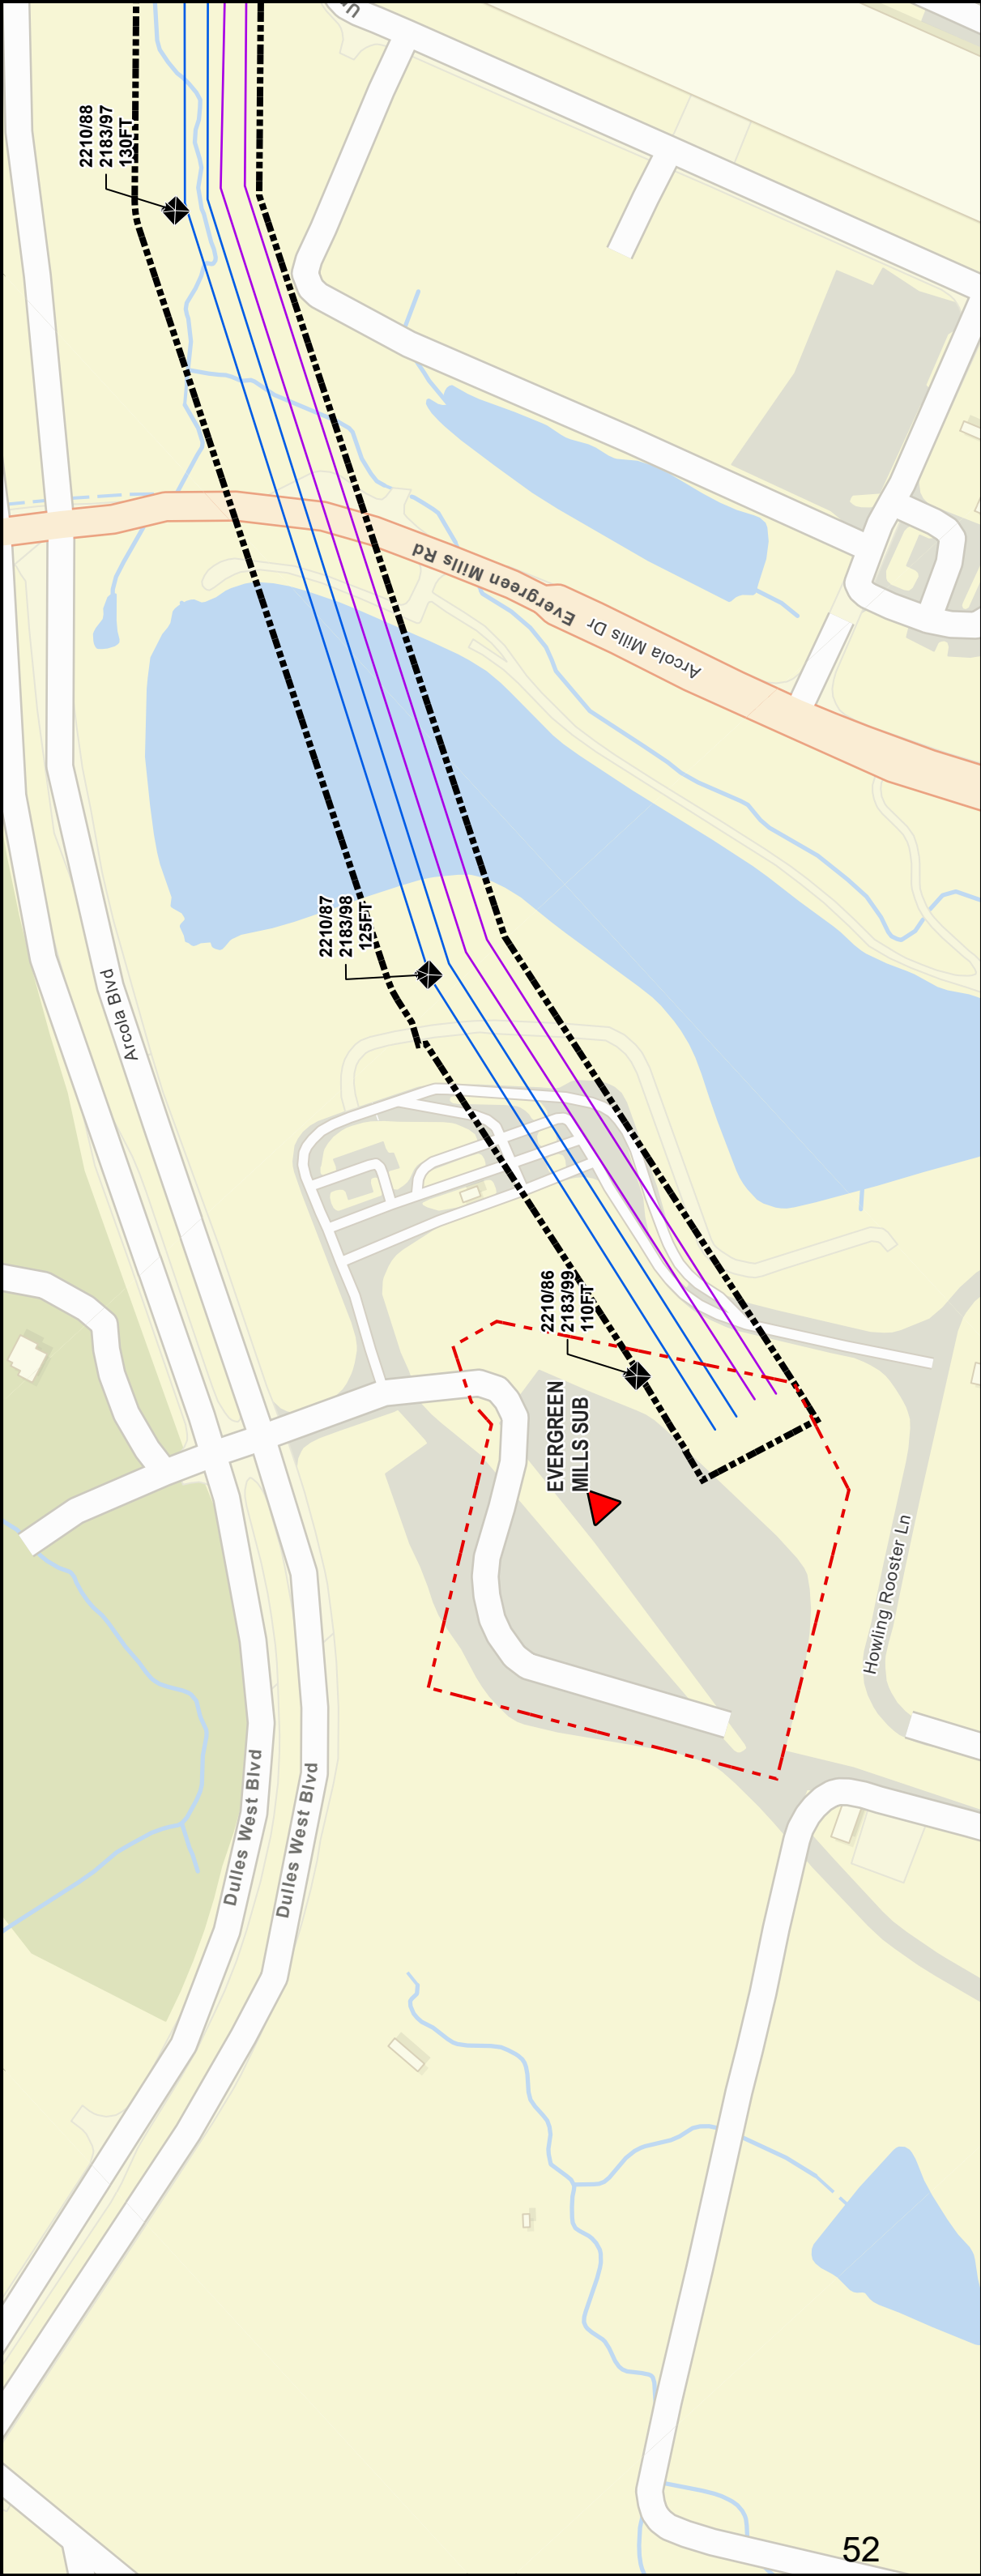 Ln
2210/88
2183/97
130FT
Evergreen Mills Rd
Arcola Mills Dr
2210/87
2183/98
125FT
Arcola Blvd
2210/86
2183/99
110FT
EVERGREEN
MILLS SUB
Howling Rooster Ln
Dulles West Blvd
Dulles West Blvd
52